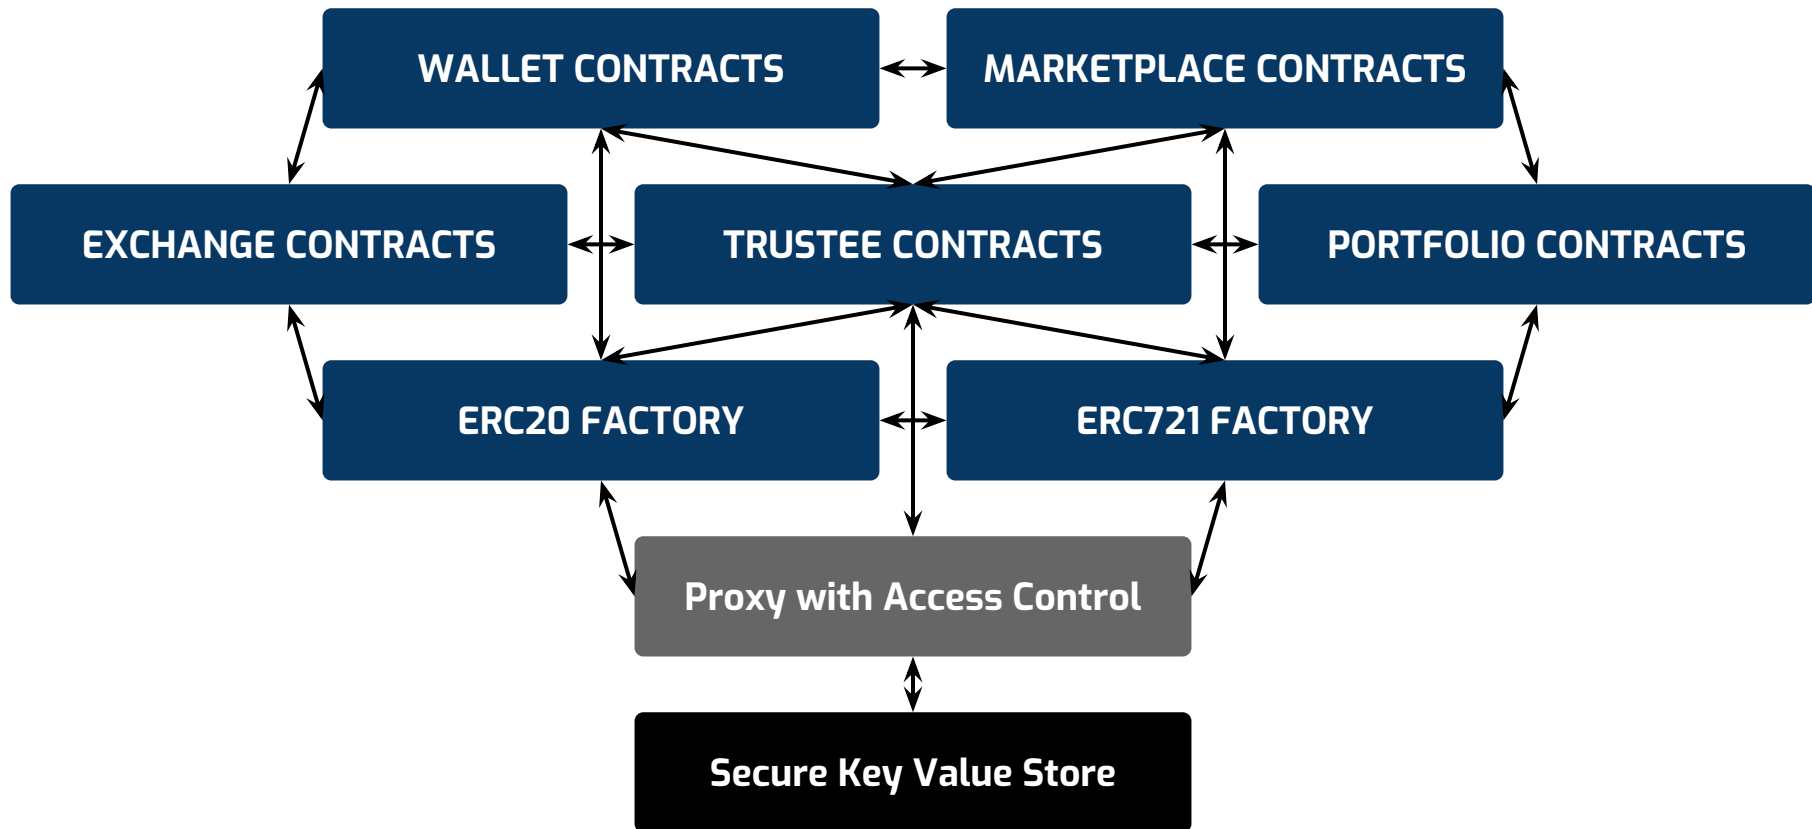 WALLET CONTRACTS
MARKETPLACE CONTRACTS
EXCHANGE CONTRACTS
TRUSTEE CONTRACTS
PORTFOLIO CONTRACTS
ERC20 FACTORY
ERC721 FACTORY
Proxy with Access Control
Secure Key Value Store